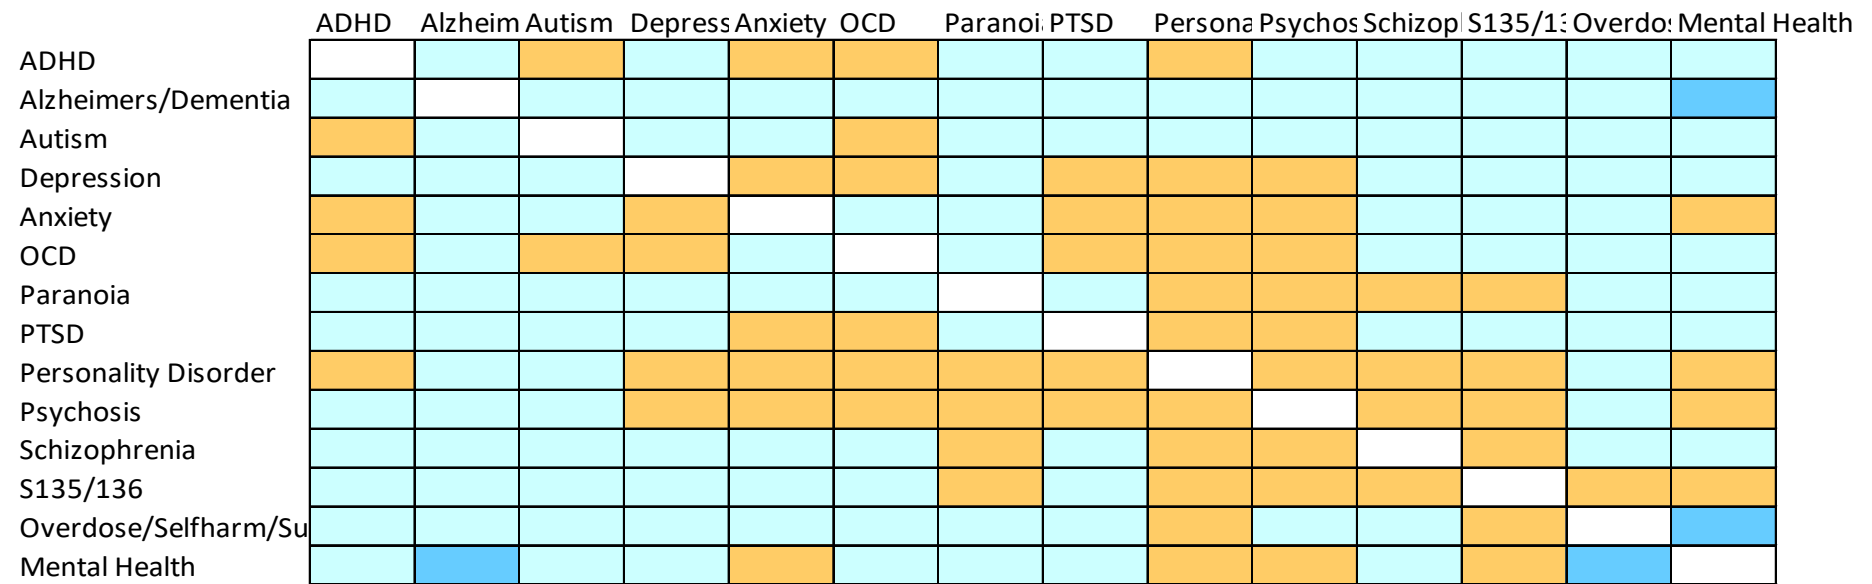 ADHD Alzheim Autism Depress Anxiety OCD Paranoi PTSD Persona Psychos Schizop S135/13 Overdos Mental Health
ADHD
Alzheimers/Dementia
Autism
Depression
Anxiety
OCD
Paranoia
PTSD
Personality Disorder
Psychosis
Schizophrenia
S135/136
Overdose/Selfharm/Su
Mental Health